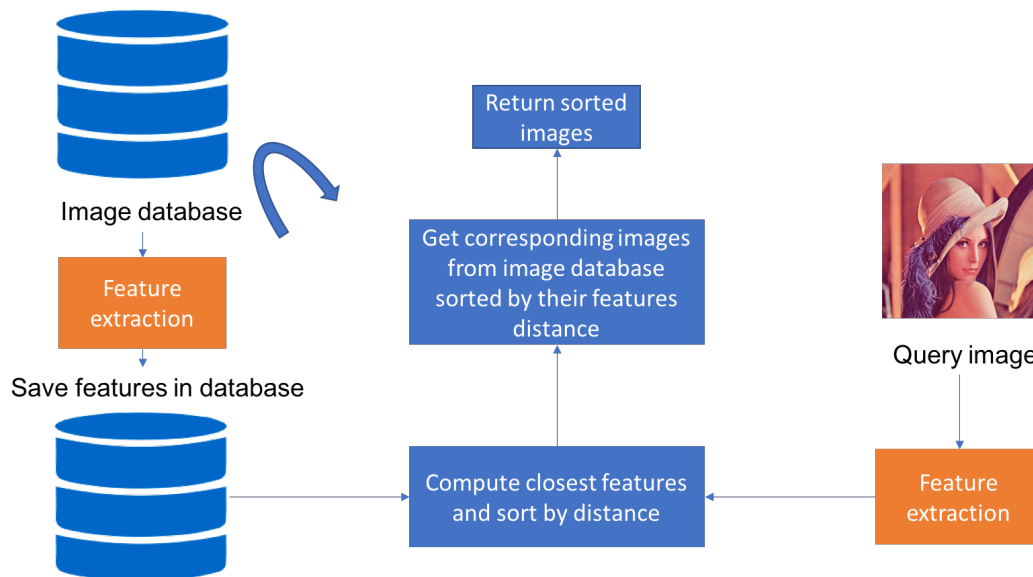 Image database
Feature
extraction
Save features in database
Return sorted
images
Get corresponding images
from image database
sorted by their features
distance
Compute closest features
and sort by distance
Query image
Feature
extraction